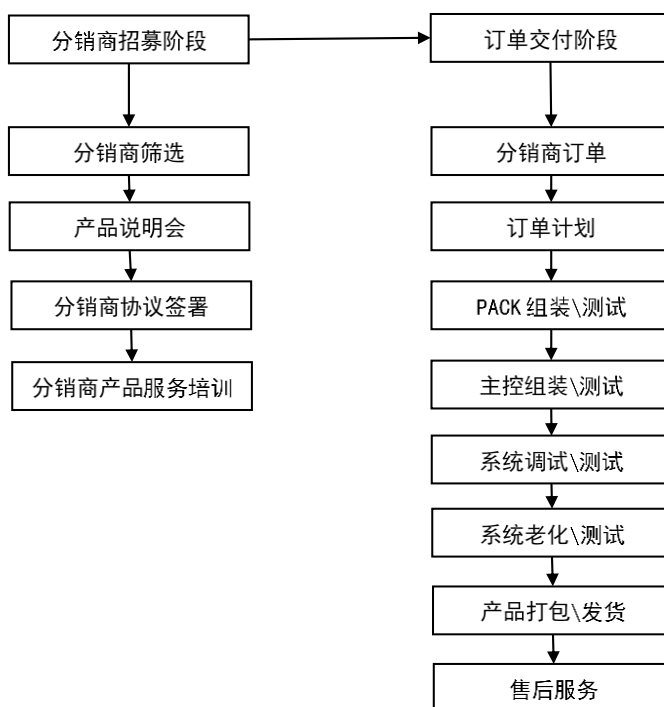 分销商招募阶段
分销商筛选
产品说明会
分销商协议签署
分销商产品服务培训
订单交付阶段
分销商订单
订单计划
PACK 组装\测试
主控组装\测试
系统调试\测试
系统老化\测试
产品打包\发货
售后服务